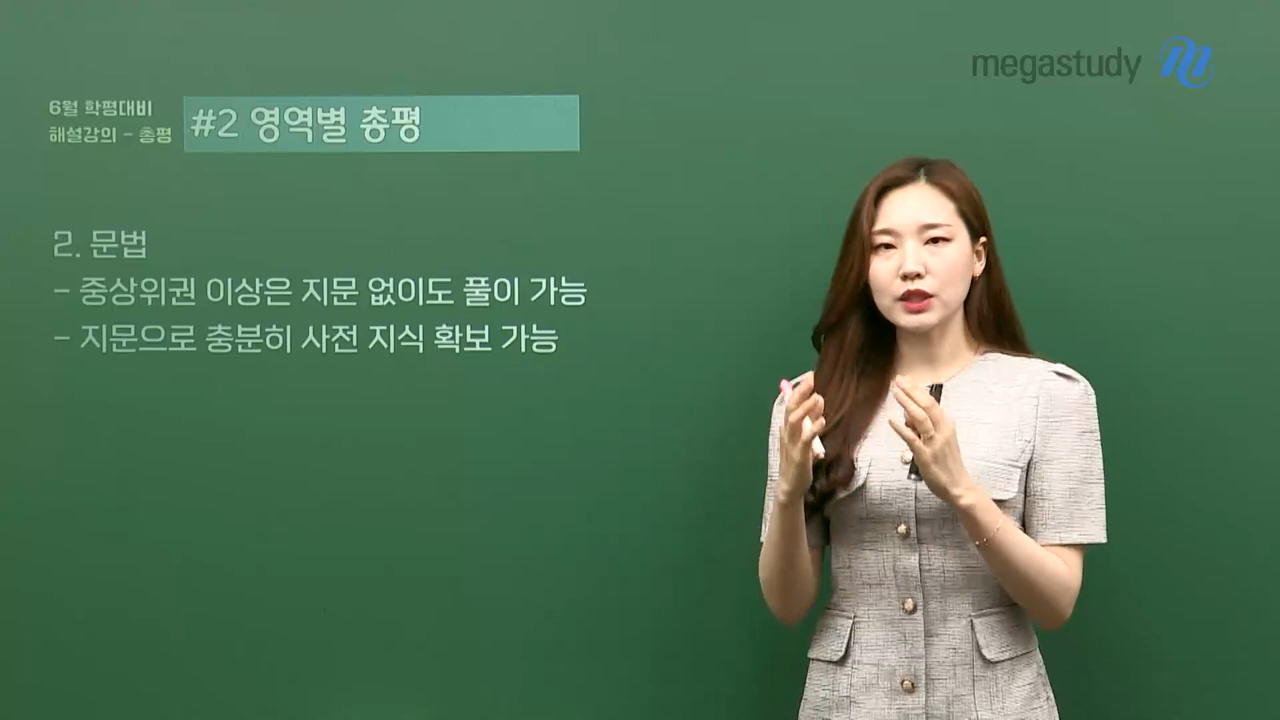 6월 학평대비
해설강의 - 총평
#2 영역별 총평
megastudy
2. 문법
- 중상위권 이상은 지문 없이도 풀이 가능
- 지문으로 충분히 사전 지식 확보 가능